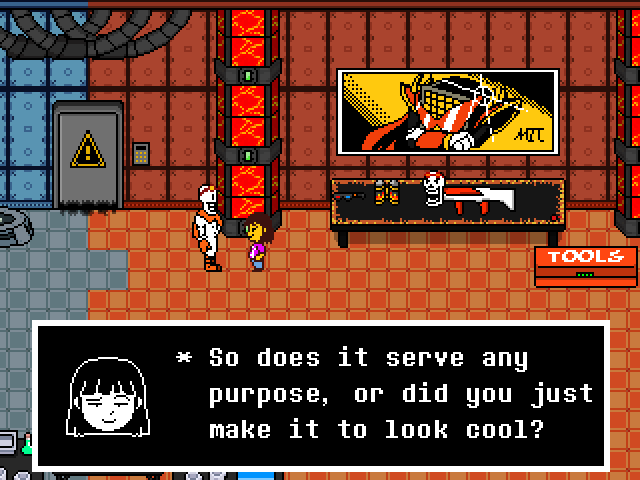 TOOLS
* So does it serve any
purpose, or did you just
make it to look cool?